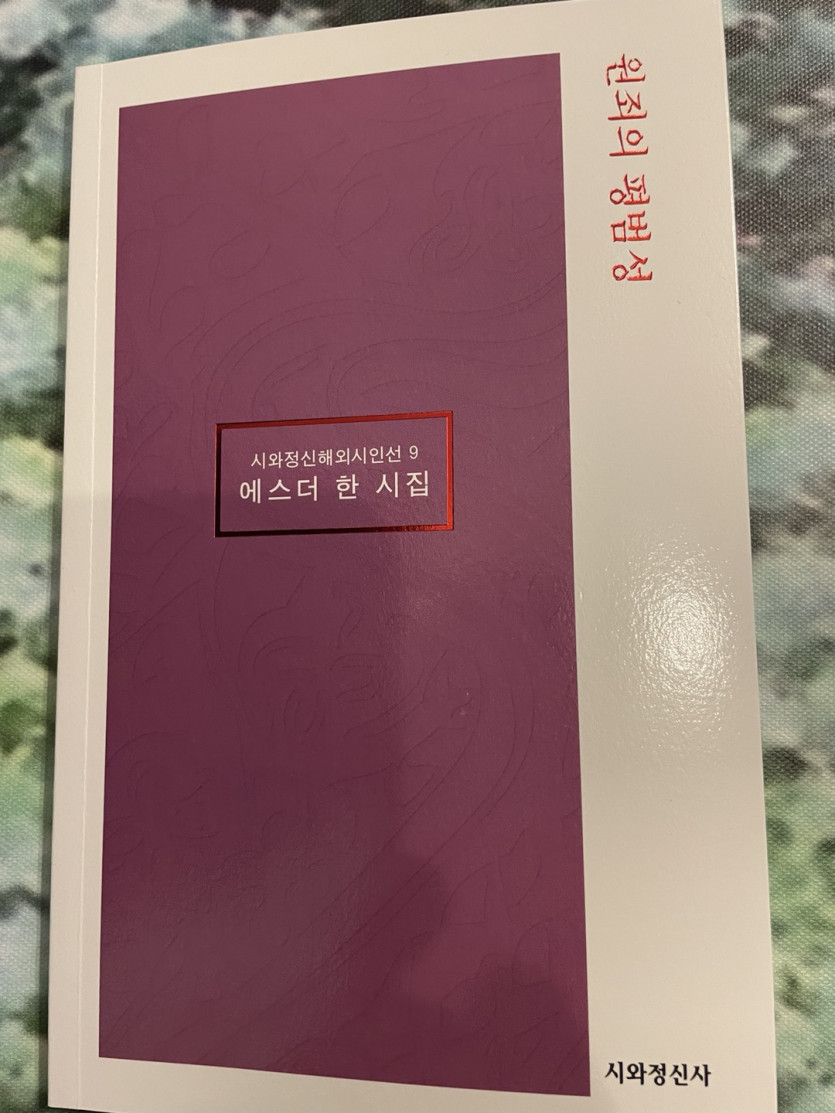 원죄의 평범성
시와정신해외시인선 9
에스더 한 시집
시와정신사